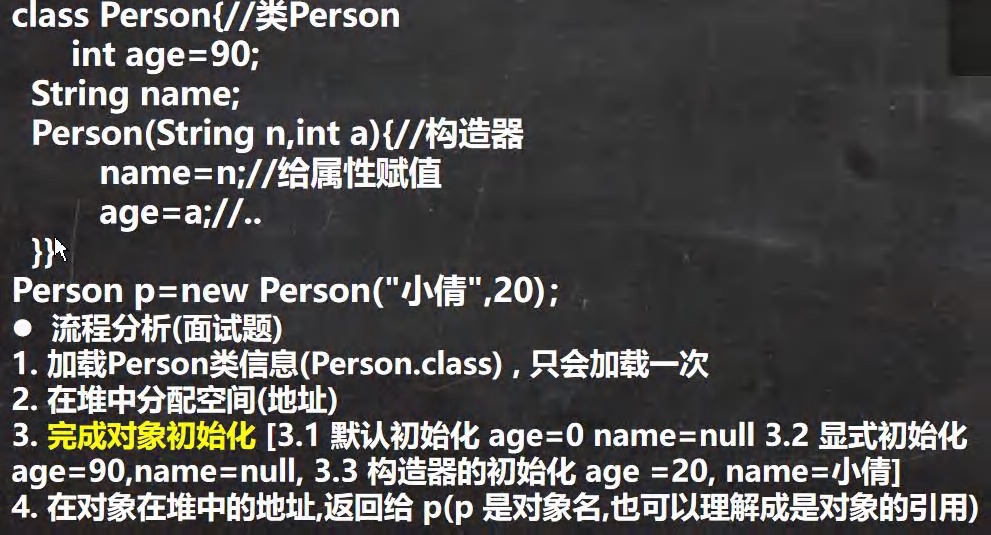 class Person{//类Person
int age=90;
String name;
Person(String n,int a){//构造器
name=n;//给属性赋值
age=a;//..
}}
Person p=new Person("小倩",20);
● 流程分析(面试题)
1. 加载Person类信息(Person.class) , 只会加载一次
2. 在堆中分配空间(地址)
3. 完成对象初始化 [3.1 默认初始化 age=0 name=null 3.2 显式初始化
age=90,name=null, 3.3 构造器的初始化 age =20, name=小倩]
4. 在对象在堆中的地址,返回给 p(p 是对象名,也可以理解成是对象的引用)